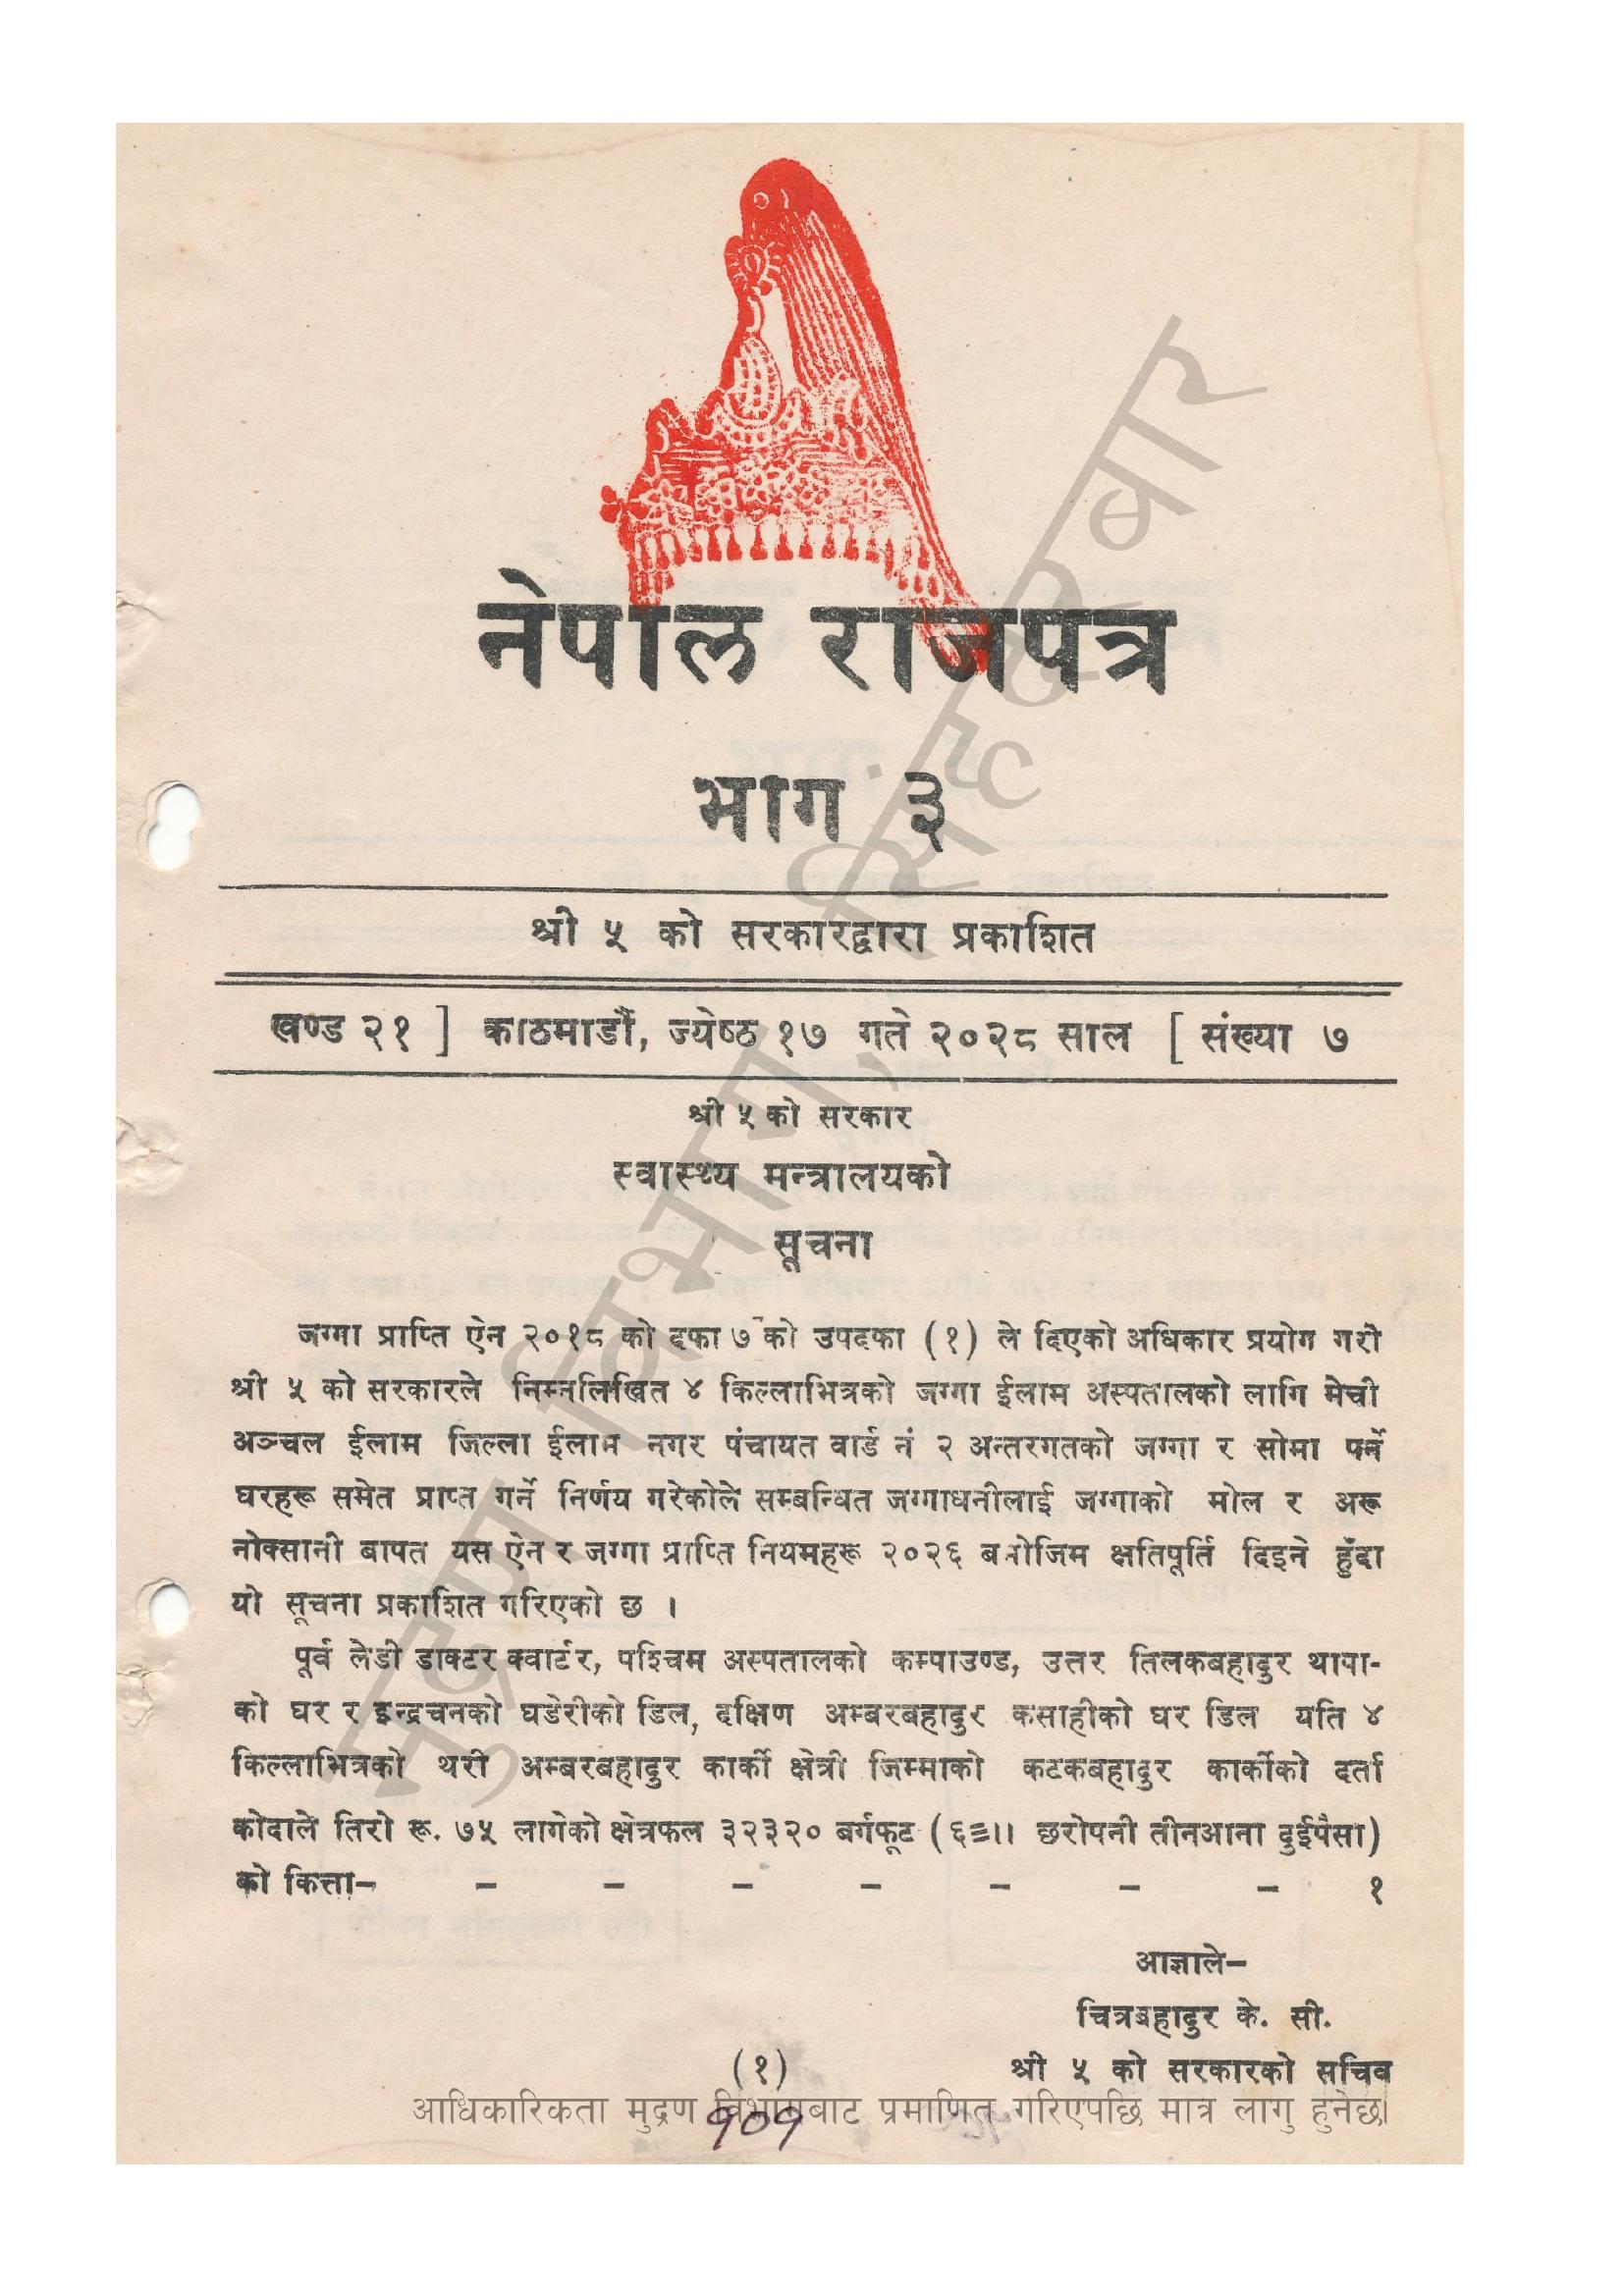 नेपाल राजपत्र
भाग ३
श्री ५ को सरकारद्वारा प्रकाशित
खण्ड २१ ] काठमाडौं, ज्येष्ठ १७ गते २०२८ साल [ संख्या ७
श्री ५ को सरकार
स्वास्थ्य मन्त्रालयको
सूचना
जग्गा प्राप्ति ऐन २०१८ को दफा ७ को उपदफा (१) ले दिएको अधिकार प्रयोग गरी
श्री ५ को सरकारले निम्नलिखित ४ किल्लाभित्रको जग्गा ईलाम अस्पतालको लागि मेची
अञ्चल ईलाम जिल्ला ईलाम नगर पंचायत वार्ड नं २ अन्तरगतको जग्गा र सोमा पर्ने
घरहरू समेत प्राप्त गर्ने निर्णय गरेकोले सम्बन्धित जग्गाधनीलाई जग्गाको मोल र अरू
नोक्सानी बापत यस ऐन र जग्गा प्राप्ति नियमहरू २०२६ बमोजिम क्षतिपूर्ति दिइने हुँदा
यो सूचना प्रकाशित गरिएको छ ।
पूर्व लेडी डाक्टर क्वार्टर, पश्चिम अस्पतालको कम्पाउण्ड, उत्तर तिलकबहादुर थापा-
को घर र इन्द्रचनको घडेरीको डिल, दक्षिण अम्बरबहादुर कसाहीको घर डिल यति ४
किल्लाभित्रको थरी अम्बरबहादुर कार्की क्षेत्री जिम्माको कटकबहादुर कार्कीको दर्ता
कोदाले तिरो रू. ७५ लागेको क्षेत्रफल ३२३२० बर्गफूट (६≡।। छरोपनी तीनआना दुईपैसा)
को कित्ता– – – – – – – – १
आज्ञाले–
चित्रबहादुर के. सी.
श्री ५ को सरकारको सचिव
(१)
आधिकारिकता मुद्रण विभागबाट प्रमाणित गरिएपछि मात्र लागु हुनेछ।
१०१
मुद्रण विभाग, सिंहदरबार